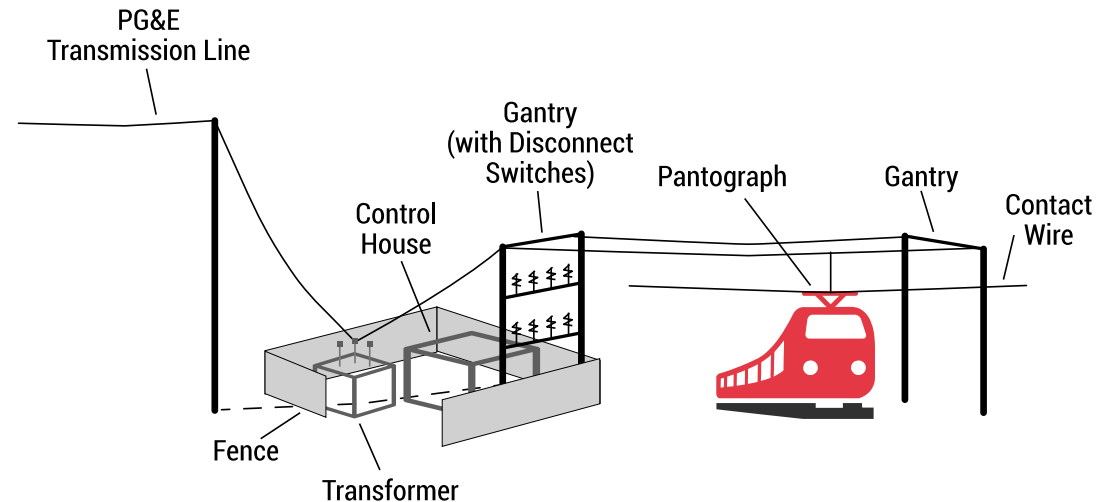 PG&E
Transmission Line
Gantry
(with Disconnect
Switches)
Pantograph
Gantry
Contact
Wire
Control
House
Fence
Transformer